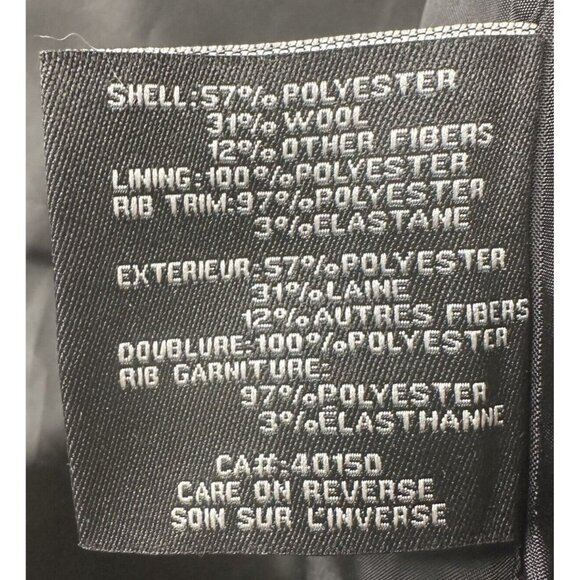 SHELL:57%POLYESTER
31%WOOL
12%OTHER FIBERS
LINING:100%POLYESTER
RIB TRIM:97%POLYESTER
3%ELASTANE
EXTERIEUR:57%POLYESTER
31%LAINE
12%AUTRES FIBERS
DOUBLURE:100%POLYESTER
RIB GARNITURE:
97%POLYESTER
3%ÉLASTHANNE
CA#:40150
CARE ON REVERSE
SOIN SUR L'INVERSE